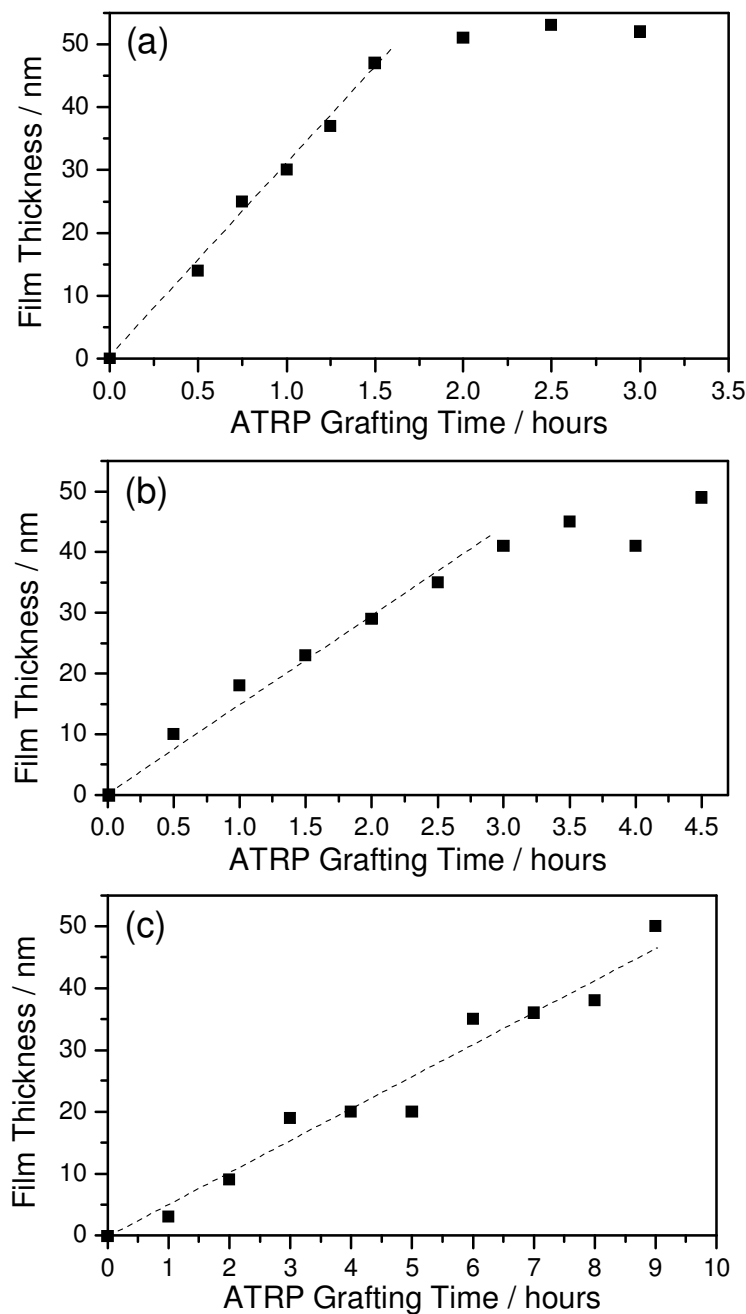 (a)
Film Thickness / nm
50
40
30
20
10
0
0.0 0.5 1.0 1.5 2.0 2.5 3.0 3.5
ATRP Grafting Time / hours
(b)
Film Thickness / nm
50
40
30
20
10
0
0.0 0.5 1.0 1.5 2.0 2.5 3.0 3.5 4.0 4.5
ATRP Grafting Time / hours
(c)
Film Thickness / nm
50
40
30
20
10
0
0 1 2 3 4 5 6 7 8 9 10
ATRP Grafting Time / hours